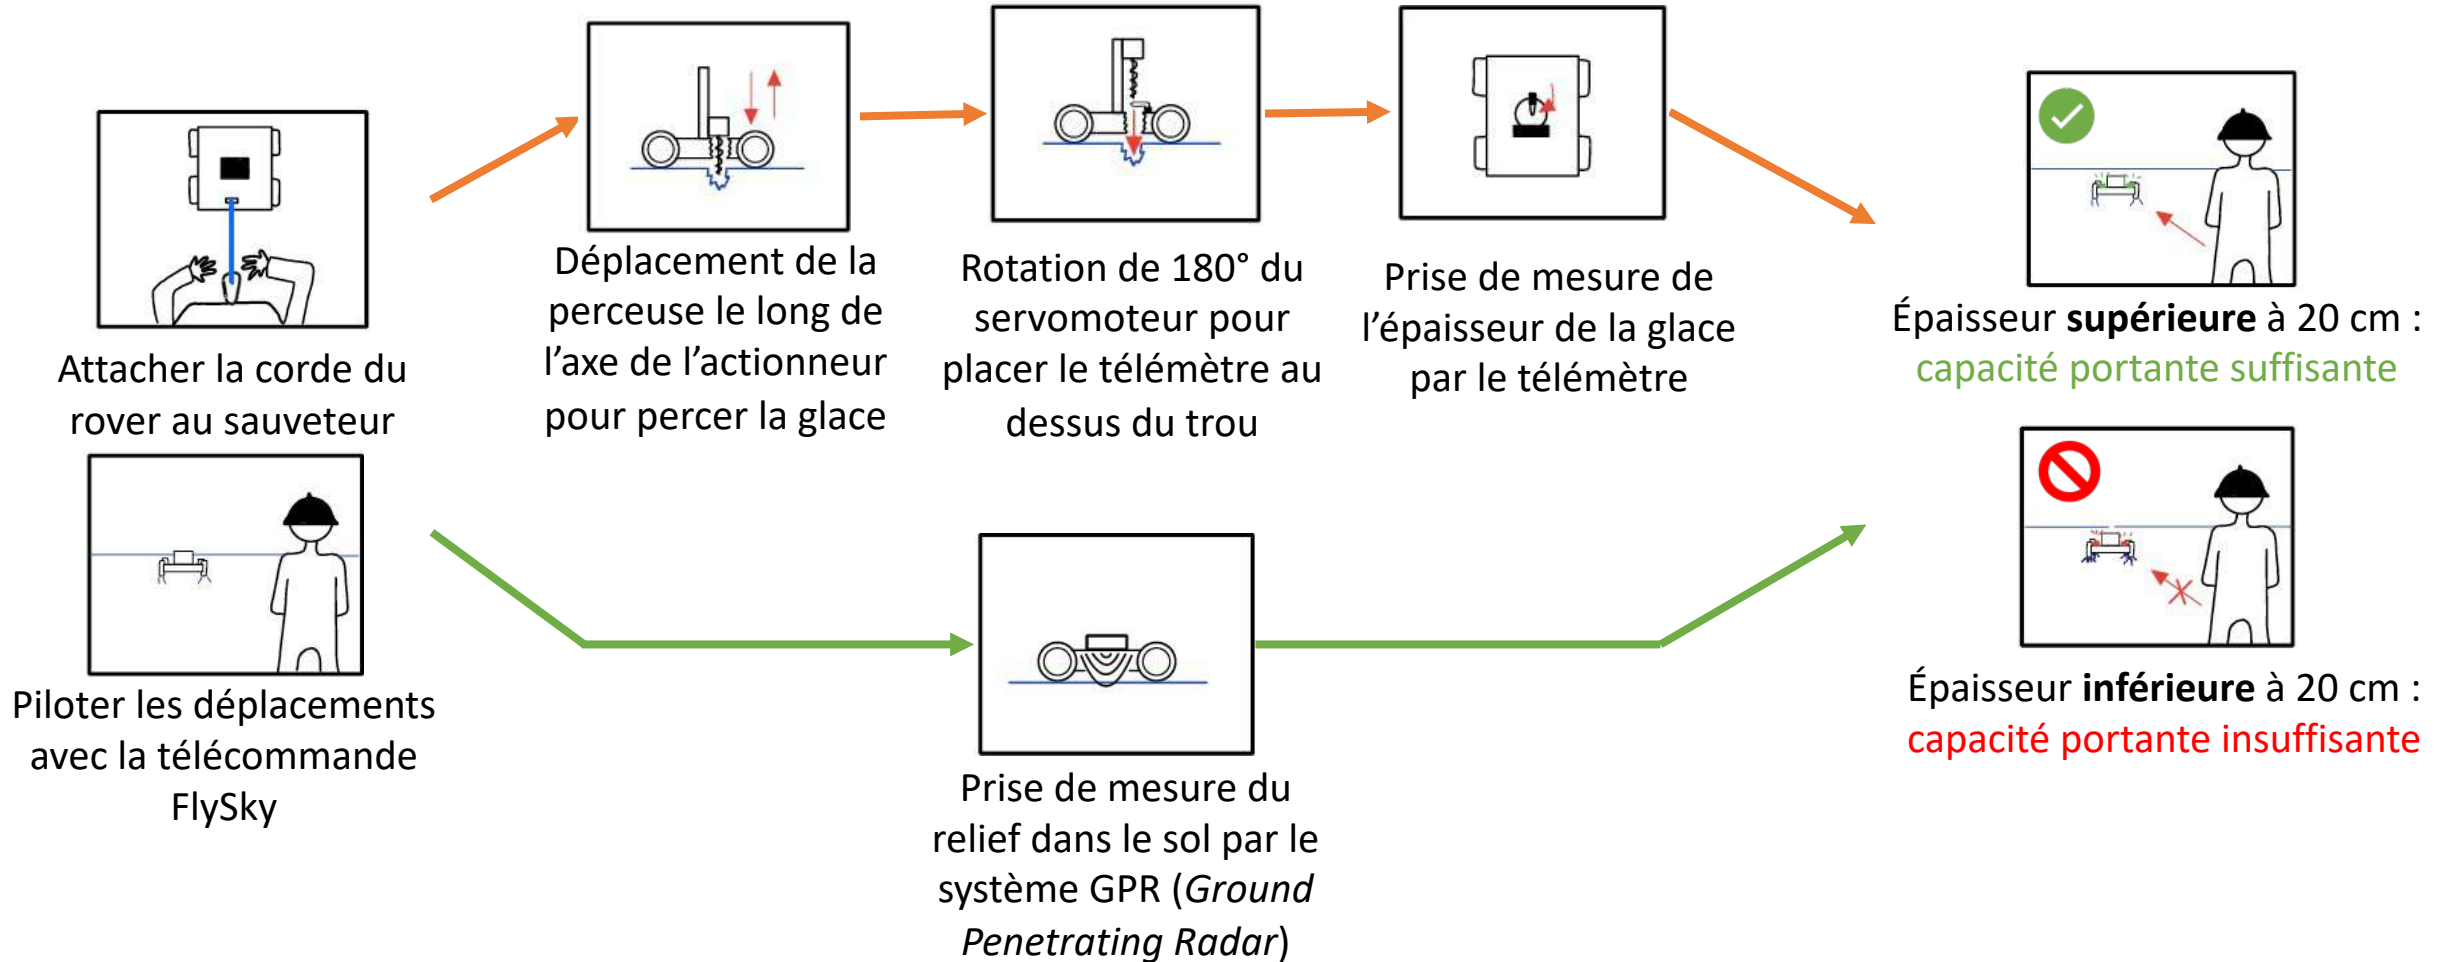 Attacher la corde du
rover au sauveteur
Piloter les déplacements
avec la télécommande
FlySky
Déplacement de la
perceuse le long de
l'axe de l'actionneur
pour percer la glace
Rotation de 180° du
servomoteur pour
placer le télémètre au
dessus du trou
Prise de mesure de
l'épaisseur de la glace
par le télémètre
Prise de mesure du
relief dans le sol par le
système GPR (Ground
Penetrating Radar)
Épaisseur supérieure à 20 cm :
capacité portante suffisante
Épaisseur inférieure à 20 cm :
capacité portante insuffisante